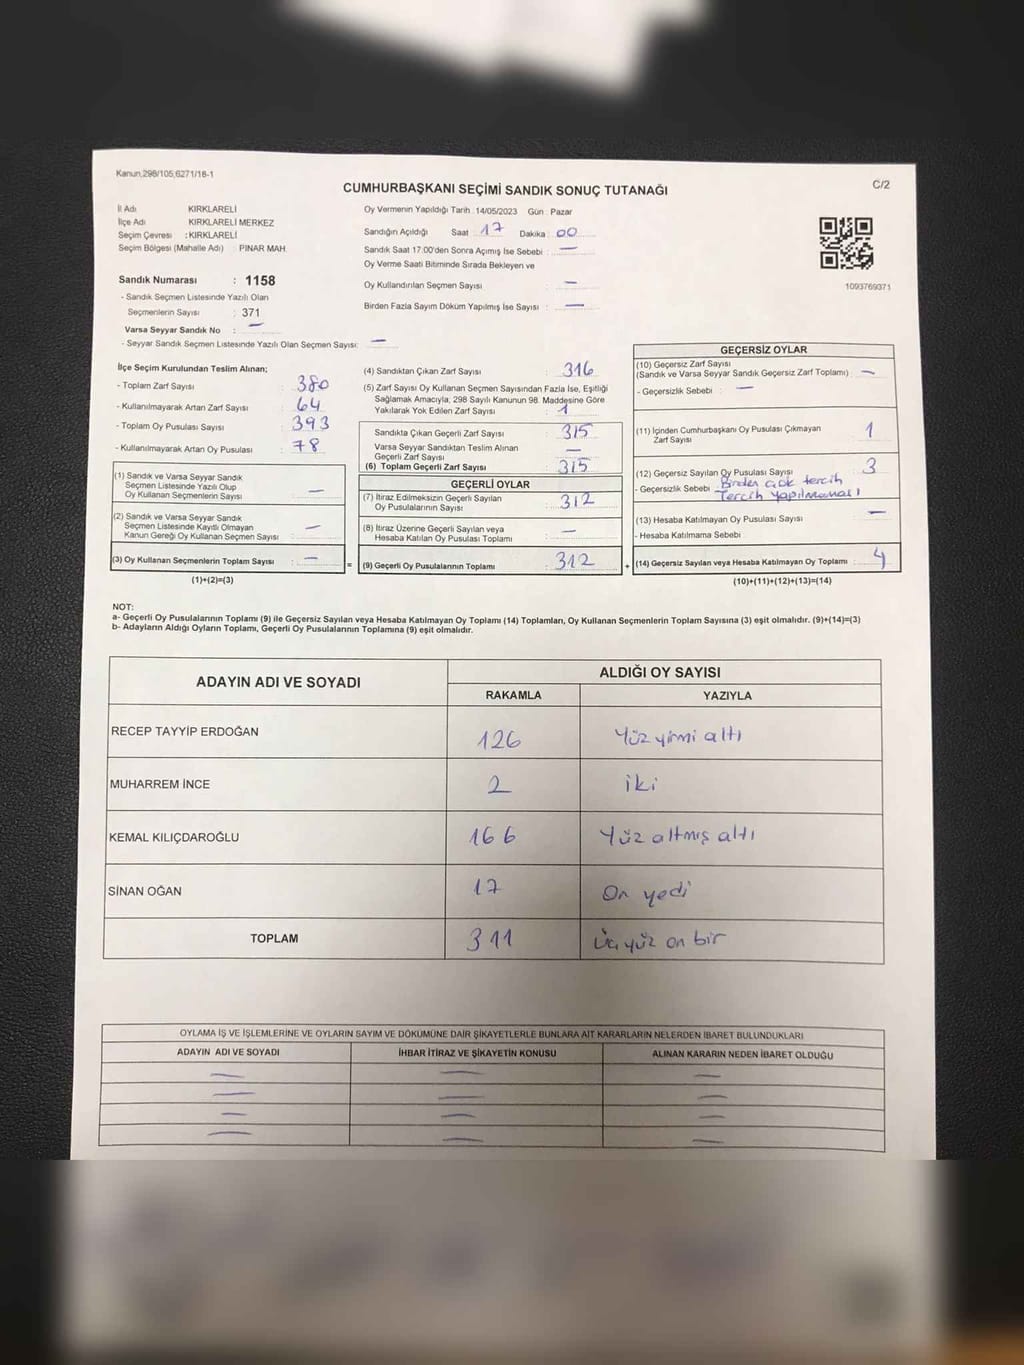 Kanun,298/105,6271/18-1
C/2
CUMHURBAŞKANI SEÇİMİ SANDIK SONUÇ TUTANAĞI
İl Adı KIRKLARELİ
İlçe Adı KIRKLARELİ MERKEZ
Seçim Çevresi : KIRKLARELİ
Seçim Bölgesi (Mahalle Adı) : PINAR MAH.
Sandık Numarası : 1158
- Sandık Seçmen Listesinde Yazılı Olan
Seçmenlerin Sayısı : 371
Varsa Seyyar Sandık No : —
- Seyyar Sandık Seçmen Listesinde Yazılı Olan Seçmen Sayısı: —
Oy Vermenin Yapıldığı Tarih : 14/05/2023 Gün : Pazar
Sandığın Açıldığı Saat : 17 Dakika : 00
Sandık Saat 17:00'den Sonra Açımış İse Sebebi : —
Oy Verme Saati Bitiminde Sırada Bekleyen ve
Oy Kullandırılan Seçmen Sayısı : —
Birden Fazla Sayım Döküm Yapılmış İse Sayısı : —
1093769371
İlçe Seçim Kurulundan Teslim Alınan;
- Toplam Zarf Sayısı : 380
- Kullanılmayarak Artan Zarf Sayısı : 64
- Toplam Oy Pusulası Sayısı : 393
- Kullanılmayarak Artan Oy Pusulası : 78
(1) Sandık ve Varsa Seyyar Sandık
Seçmen Listesinde Yazılı Olup
Oy Kullanan Seçmenlerin Sayısı : —
(2) Sandık ve Varsa Seyyar Sandık
Seçmen Listesinde Kayıtlı Olmayan
Kanun Gereği Oy Kullanan Seçmen Sayısı : —
(3) Oy Kullanan Seçmenlerin Toplam Sayısı : —
(1)+(2)=(3)
(4) Sandıktan Çıkan Zarf Sayısı : 316
(5) Zarf Sayısı Oy Kullanan Seçmen Sayısından Fazla İse, Eşitliği
Sağlamak Amacıyla; 298 Sayılı Kanunun 98. Maddesine Göre
Yakılarak Yok Edilen Zarf Sayısı : 1
Sandıkta Çıkan Geçerli Zarf Sayısı : 315
Varsa Seyyar Sandıktan Teslim Alınan
Geçerli Zarf Sayısı : —
(6) Toplam Geçerli Zarf Sayısı : 315
GEÇERLİ OYLAR
(7) İtiraz Edilmeksizin Geçerli Sayılan
Oy Pusulalarının Sayısı : 312
(8) İtiraz Üzerine Geçerli Sayılan veya
Hesaba Katılan Oy Pusulası Toplamı : —
= (9) Geçerli Oy Pusulalarının Toplamı : 312
GEÇERSİZ OYLAR
(10) Geçersiz Zarf Sayısı
(Sandık ve Varsa Seyyar Sandık Geçersiz Zarf Toplamı) : —
- Geçersizlik Sebebi : —
(11) İçinden Cumhurbaşkanı Oy Pusulası Çıkmayan
Zarf Sayısı : 1
(12) Geçersiz Sayılan Oy Pusulası Sayısı : 3
- Geçersizlik Sebebi : Birden çok tercih
Tercih yapılmaması
(13) Hesaba Katılmayan Oy Pusulası Sayısı : —
- Hesaba Katılmama Sebebi
+ (14) Geçersiz Sayılan veya Hesaba Katılmayan Oy Toplamı : 4
(10)+(11)+(12)+(13)=(14)
NOT:
a- Geçerli Oy Pusulalarının Toplamı (9) ile Geçersiz Sayılan veya Hesaba Katılmayan Oy Toplamı (14) Toplamları, Oy Kullanan Seçmenlerin Toplam Sayısına (3) eşit olmalıdır. (9)+(14)=(3)
b- Adayların Aldığı Oyların Toplamı, Geçerli Oy Pusulalarının Toplamına (9) eşit olmalıdır.
ADAYIN ADI VE SOYADI ALDIĞI OY SAYISI
RAKAMLA YAZIYLA
RECEP TAYYİP ERDOĞAN 126 Yüz yirmi altı
MUHARREM İNCE 2 iki
KEMAL KILIÇDAROĞLU 166 Yüz altmış altı
SİNAN OĞAN 17 On yedi
TOPLAM 311 Üçyüz on bir
OYLAMA İŞ VE İŞLEMLERİNE VE OYLARIN SAYIM VE DÖKÜMÜNE DAİR ŞİKAYETLERLE BUNLARA AİT KARARLARIN NELERDEN İBARET BULUNDUKLARI
ADAYIN ADI VE SOYADI İHBAR İTİRAZ VE ŞİKAYETİN KONUSU ALINAN KARARIN NEDEN İBARET OLDUĞU
— — —
— — —
— — —
— — —